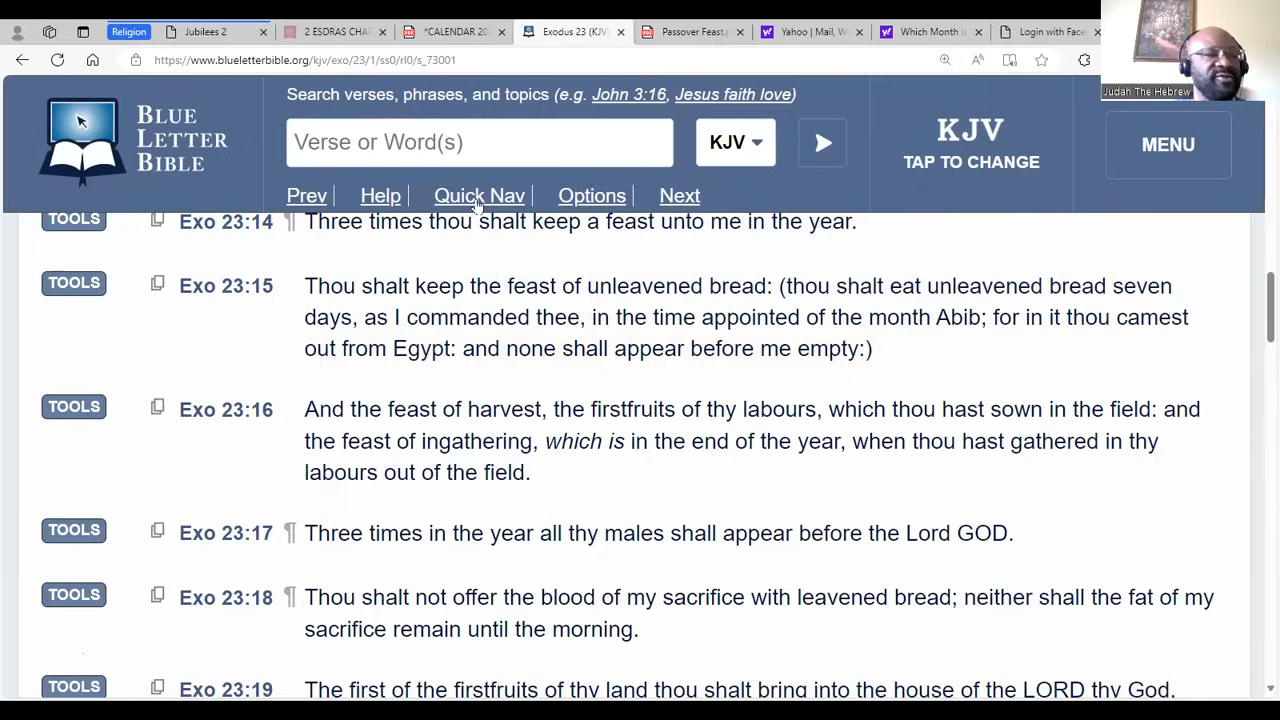 Religion
Jubilees 2
2 ESDRAS CHAP
*CALENDAR 20
Exodus 23 (KJV)
Passover Feast.p
Yahoo | Mail, We
Which Month is
Login with Face
https://www.blueletterbible.org/kjv/exo/23/1/ss0/rl0/s_73001
Judah The Hebrew
BLUE
LETTER
BIBLE
Search verses, phrases, and topics (e.g. John 3:16, Jesus faith love)
Verse or Word(s)
KJV
KJV
TAP TO CHANGE
MENU
Prev
Help
Quick Nav
Options
Next
TOOLS Exo 23:14 ¶ Three times thou shalt keep a feast unto me in the year.
TOOLS Exo 23:15 Thou shalt keep the feast of unleavened bread: (thou shalt eat unleavened bread seven
days, as I commanded thee, in the time appointed of the month Abib; for in it thou camest
out from Egypt: and none shall appear before me empty:)
TOOLS Exo 23:16 And the feast of harvest, the firstfruits of thy labours, which thou hast sown in the field: and
the feast of ingathering, which is in the end of the year, when thou hast gathered in thy
labours out of the field.
TOOLS Exo 23:17 ¶ Three times in the year all thy males shall appear before the Lord GOD.
TOOLS Exo 23:18 ¶ Thou shalt not offer the blood of my sacrifice with leavened bread; neither shall the fat of my
sacrifice remain until the morning.
TOOLS Exo 23:19 The first of the firstfruits of thy land thou shalt bring into the house of the LORD thy God.